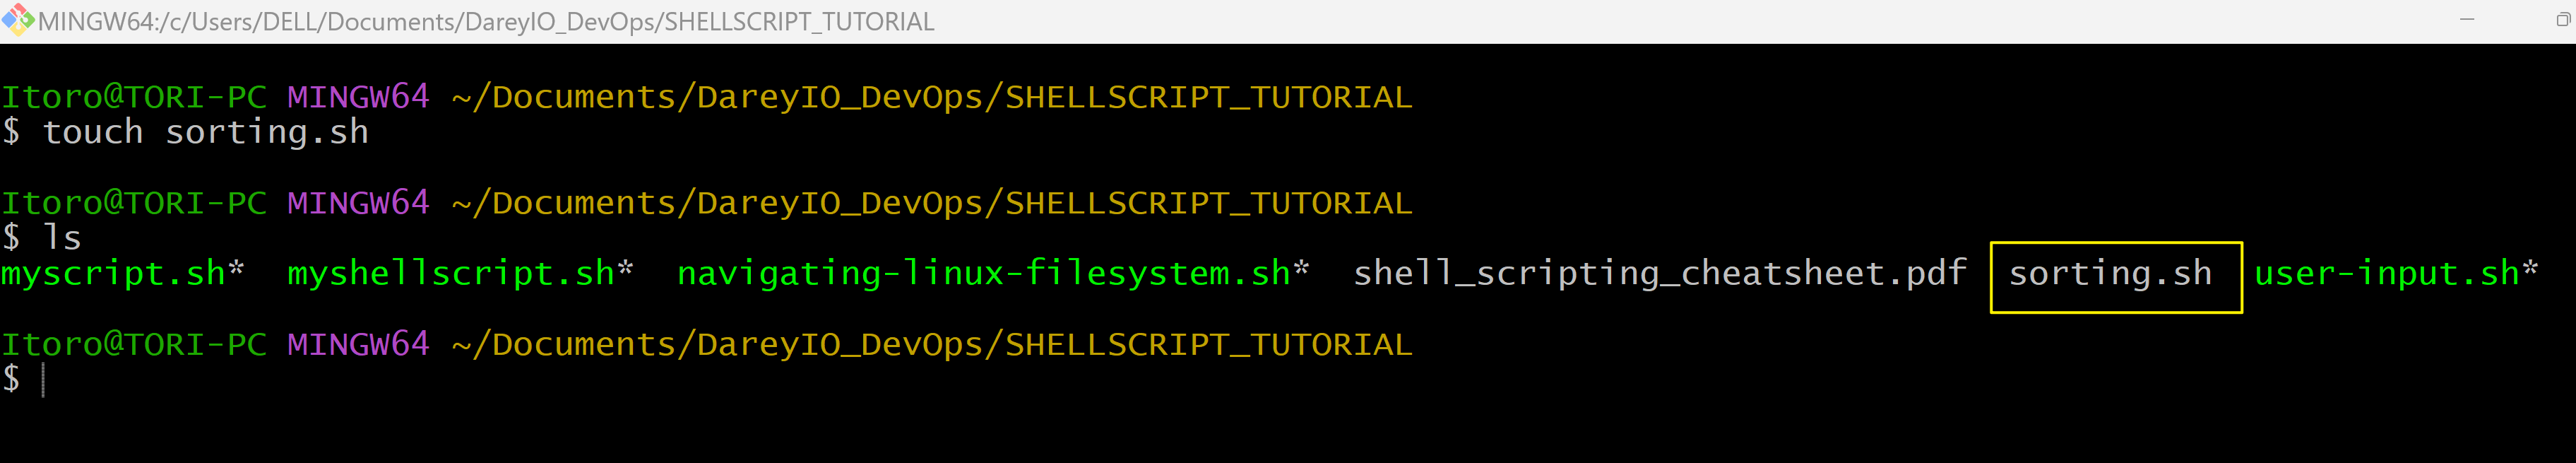 MINGW64:/c/Users/DELL/Documents/DareyIO_DevOps/SHELLSCRIPT_TUTORIAL
Itoro@TORI-PC MINGW64 ~/Documents/DareyIO_DevOps/SHELLSCRIPT_TUTORIAL
$ touch sorting.sh
Itoro@TORI-PC MINGW64 ~/Documents/DareyIO_DevOps/SHELLSCRIPT_TUTORIAL
$ ls
myscript.sh*  myshellscript.sh*  navigating-linux-filesystem.sh*  shell_scripting_cheatsheet.pdf  sorting.sh  user-input.sh*
Itoro@TORI-PC MINGW64 ~/Documents/DareyIO_DevOps/SHELLSCRIPT_TUTORIAL
$